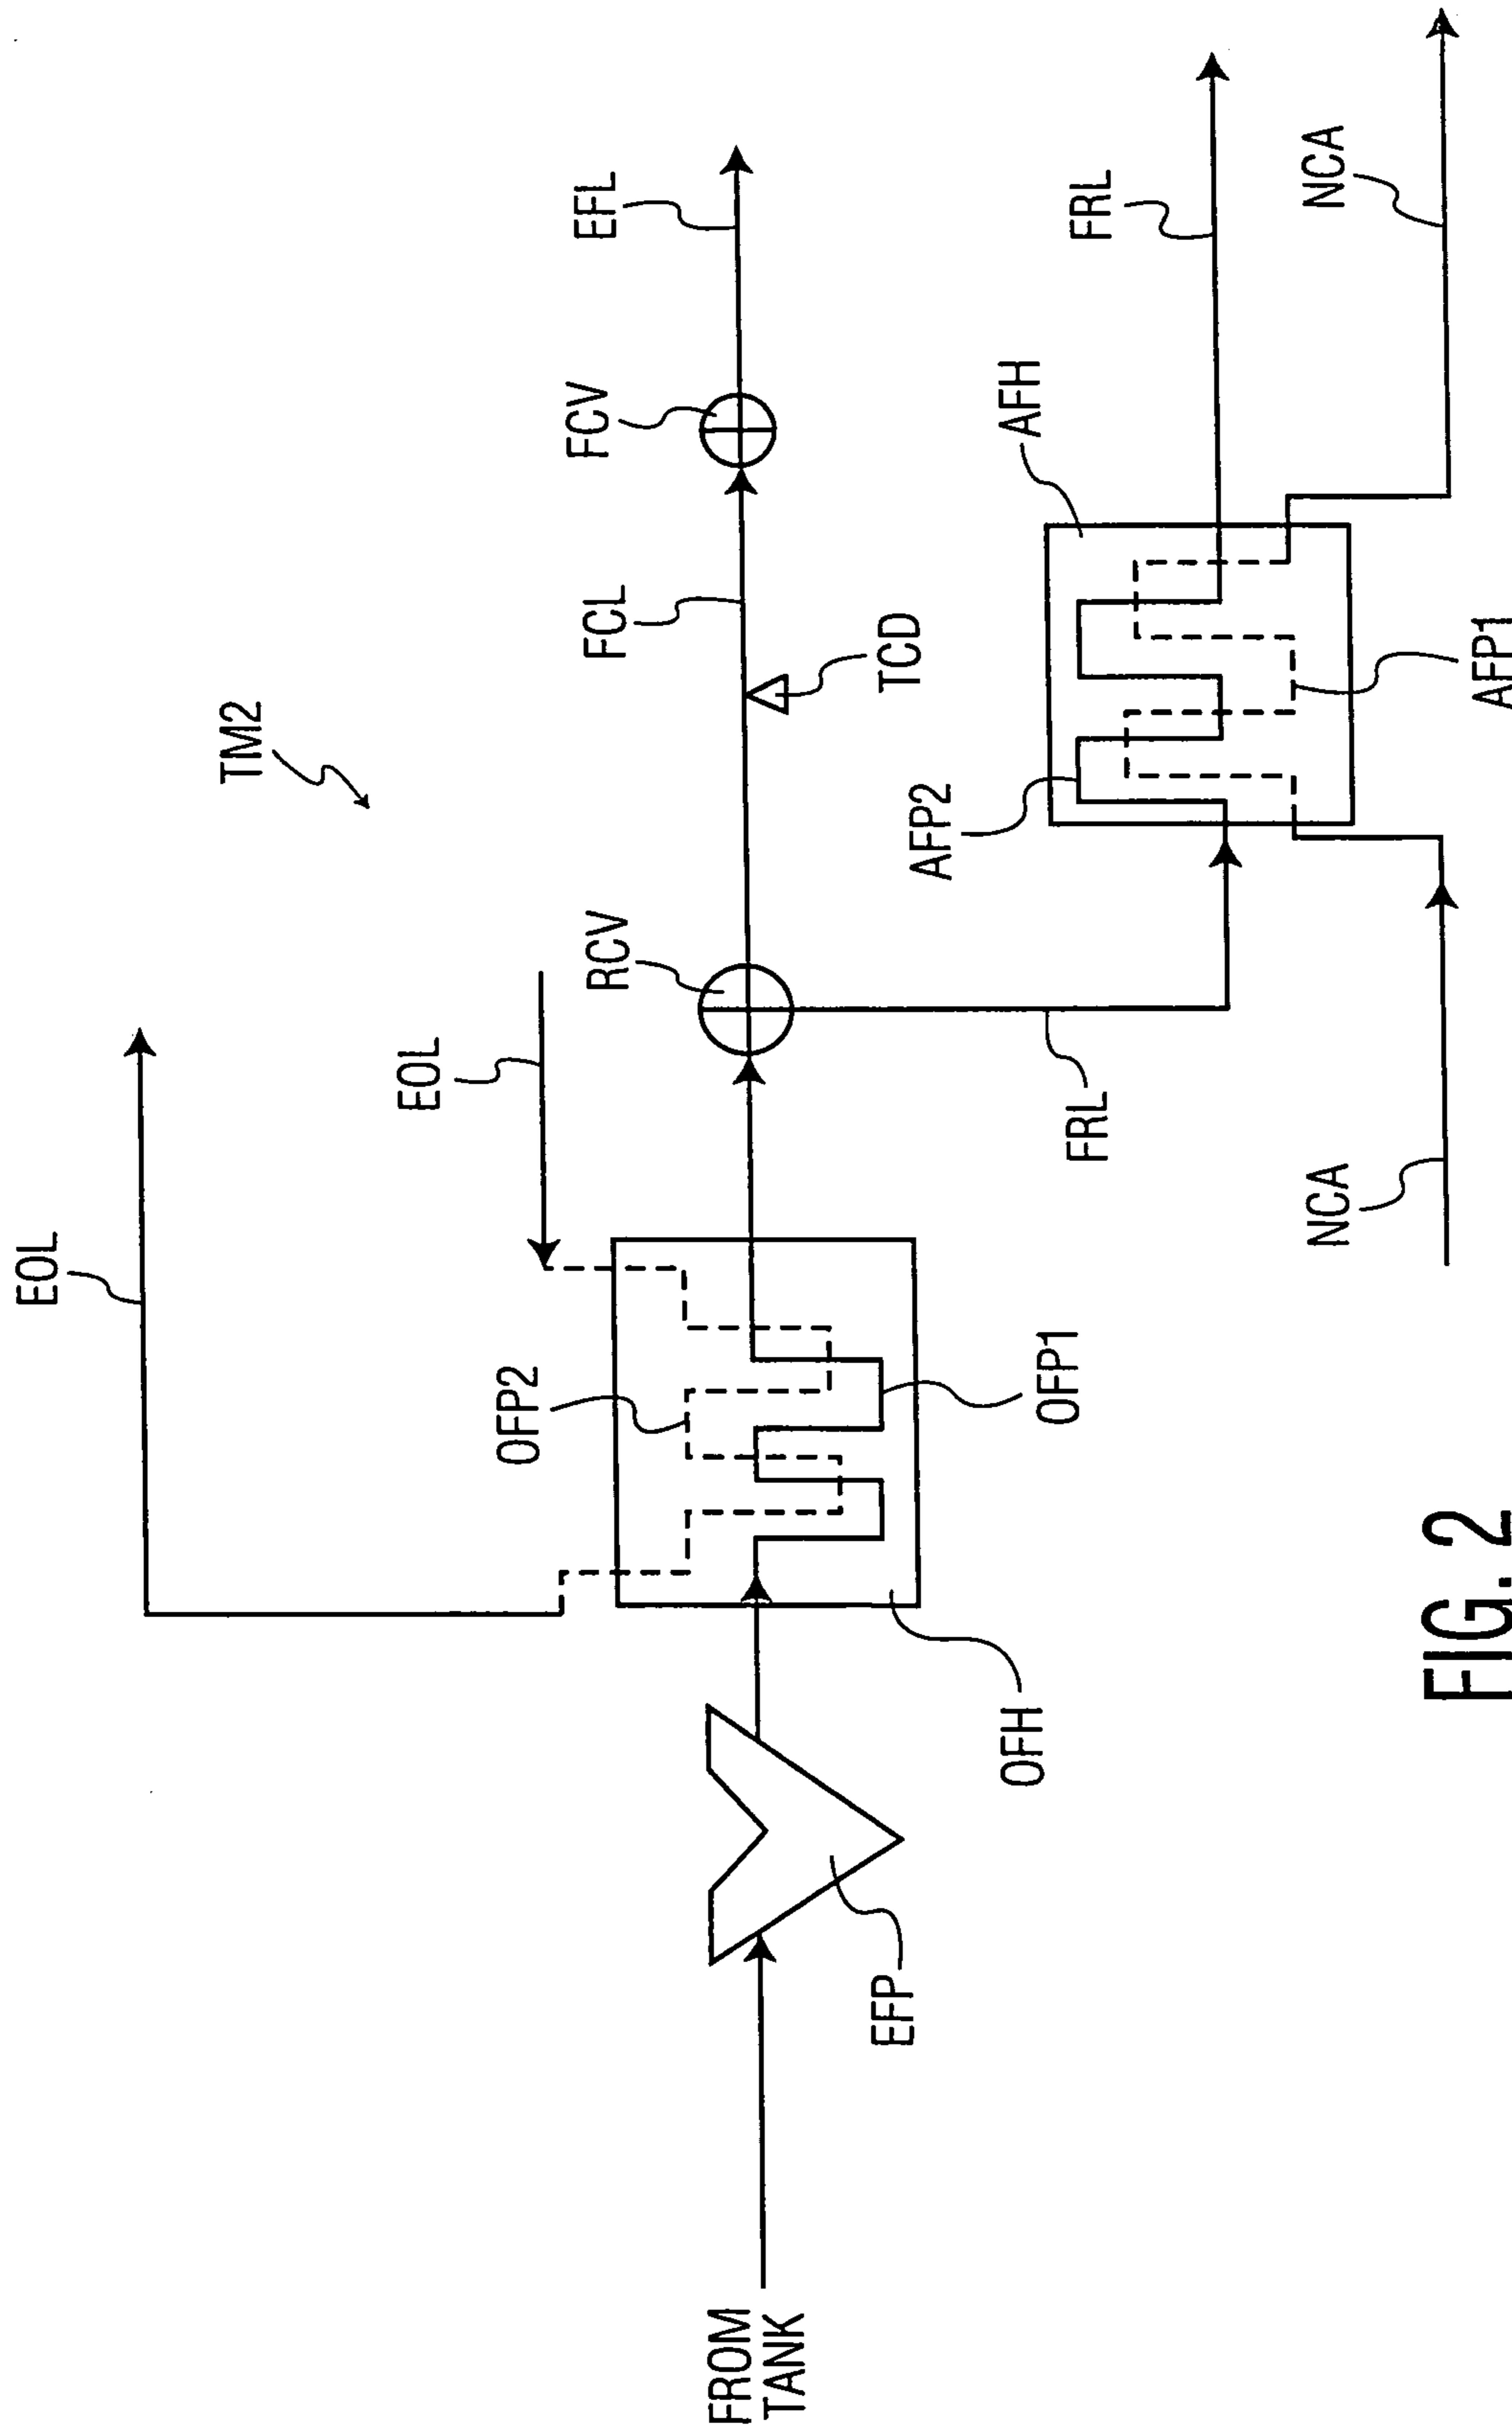 TM2
EOL
EOL
OFP2
RCV
FCL
FCV
EFL
TCD
FROM
TANK
EFP
OFH
OFP1
FRL
AFP2
AFH
FRL
NCA
NCA
AFP1
FIG. 2